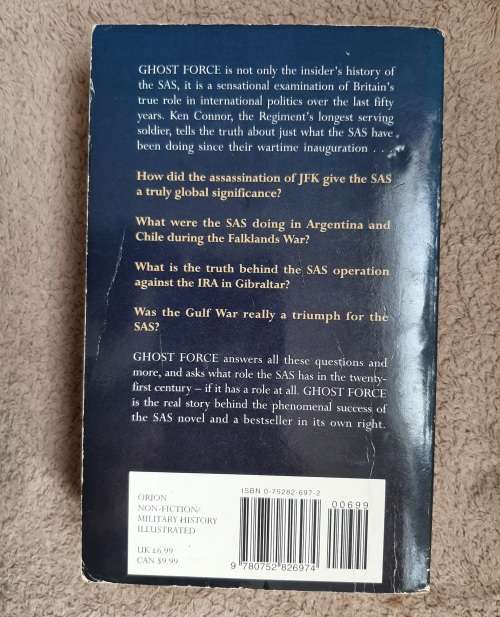 GHOST FORCE is not only the insider's history of
the SAS, it is a sensational examination of Britain's
true role in international politics over the last fifty
years. Ken Connor, the Regiment's longest serving
soldier, tells the truth about just what the SAS have
been doing since their wartime inauguration . . .
How did the assassination of JFK give the SAS
a truly global significance?
What were the SAS doing in Argentina and
Chile during the Falklands War?
What is the truth behind the SAS operation
against the IRA in Gibraltar?
Was the Gulf War really a triumph for the
SAS?
GHOST FORCE answers all these questions and
more, and asks what role the SAS has in the twenty-
first century – if it has a role at all. GHOST FORCE
is the real story behind the phenomenal success of
the SAS novel and a bestseller in its own right.
ORION
NON-FICTION/
MILITARY HISTORY
ILLUSTRATED
UK £6.99
CAN $9.99
ISBN 0-75282-697-2
00699
9 780752 826974